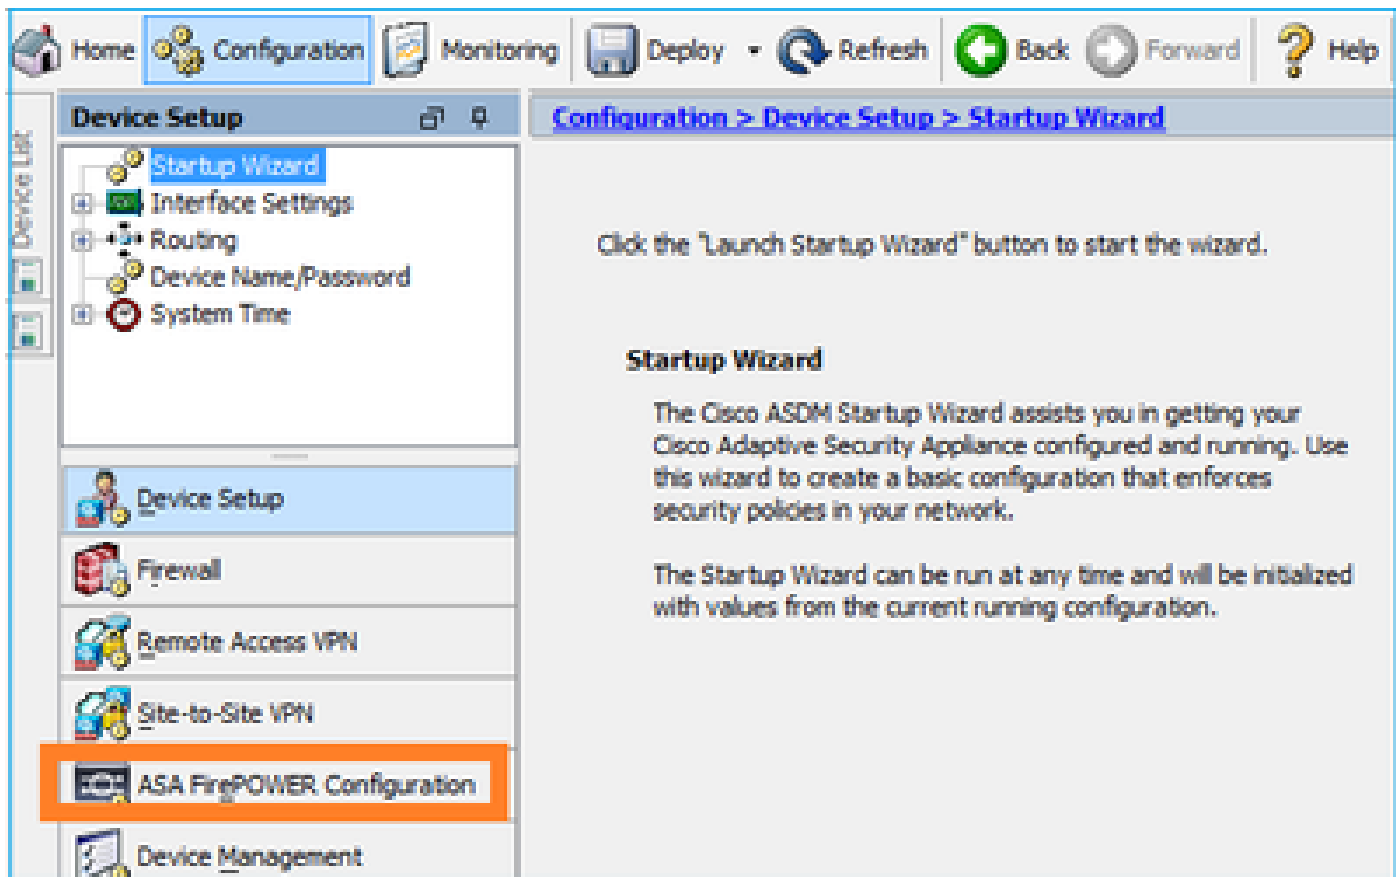 Home Configuration Monitoring Deploy Refresh Back Forward Help
Device List
Device Setup
Startup Wizard
Interface Settings
Routing
Device Name/Password
System Time
Device Setup
Firewall
Remote Access VPN
Site-to-Site VPN
ASA FirePOWER Configuration
Device Management
Configuration > Device Setup > Startup Wizard
Click the "Launch Startup Wizard" button to start the wizard.
Startup Wizard
The Cisco ASDM Startup Wizard assists you in getting your
Cisco Adaptive Security Appliance configured and running. Use
this wizard to create a basic configuration that enforces
security policies in your network.
The Startup Wizard can be run at any time and will be initialized
with values from the current running configuration.